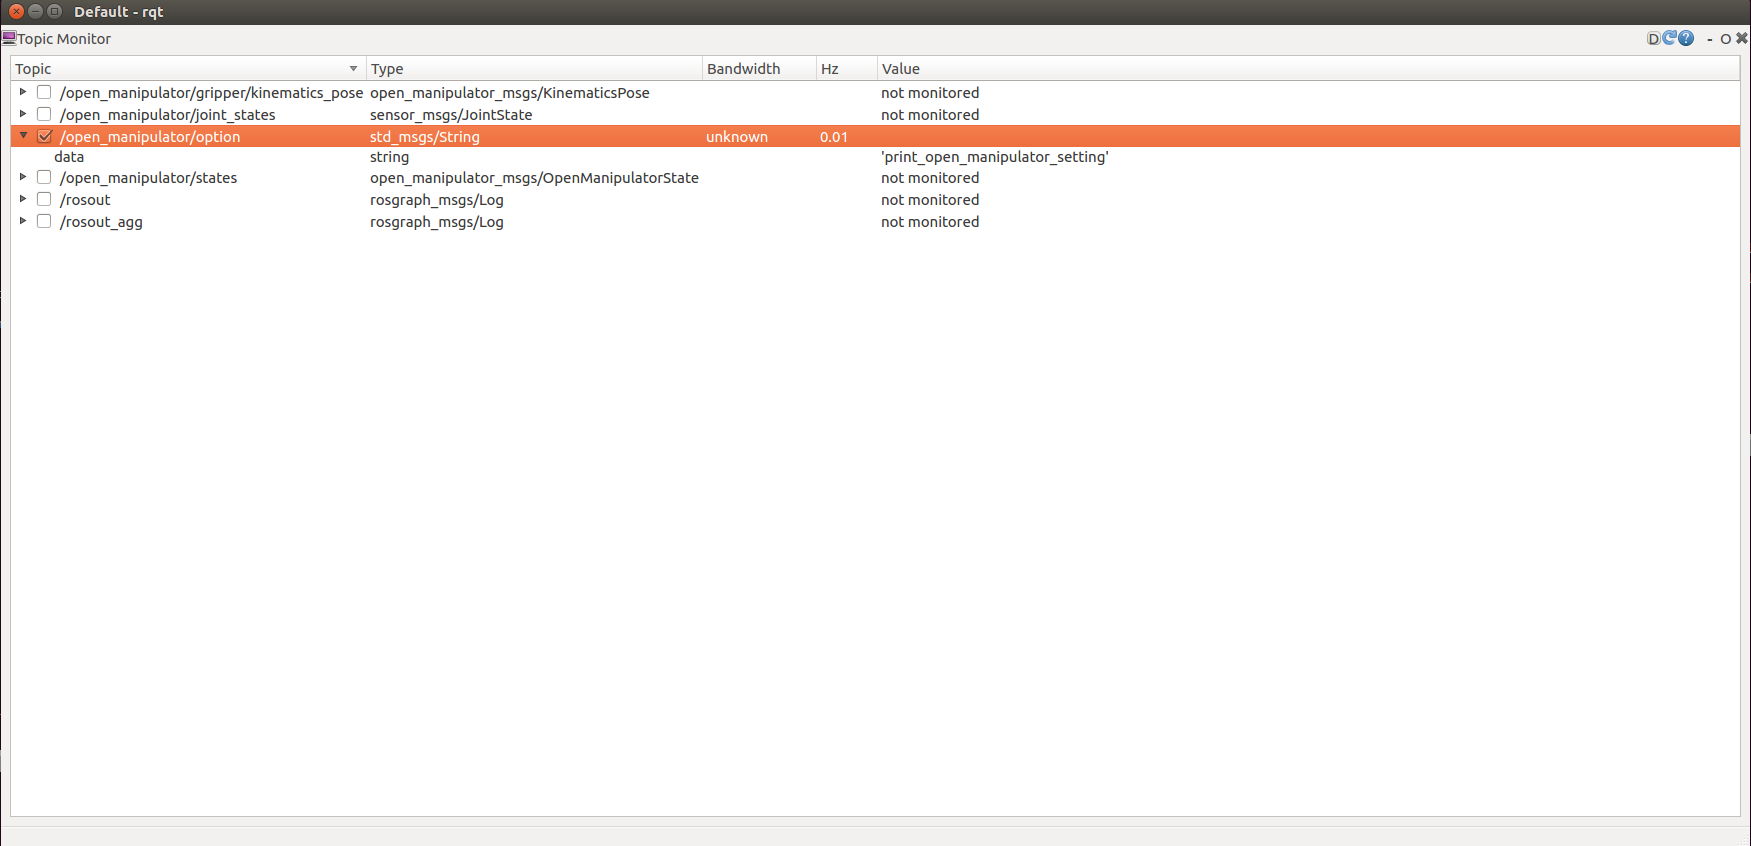 Default - rqt
Topic Monitor D ? - O
Topic Type Bandwidth Hz Value
/open_manipulator/gripper/kinematics_pose open_manipulator_msgs/KinematicsPose not monitored
/open_manipulator/joint_states sensor_msgs/JointState not monitored
/open_manipulator/option std_msgs/String unknown 0.01
data string 'print_open_manipulator_setting'
/open_manipulator/states open_manipulator_msgs/OpenManipulatorState not monitored
/rosout rosgraph_msgs/Log not monitored
/rosout_agg rosgraph_msgs/Log not monitored